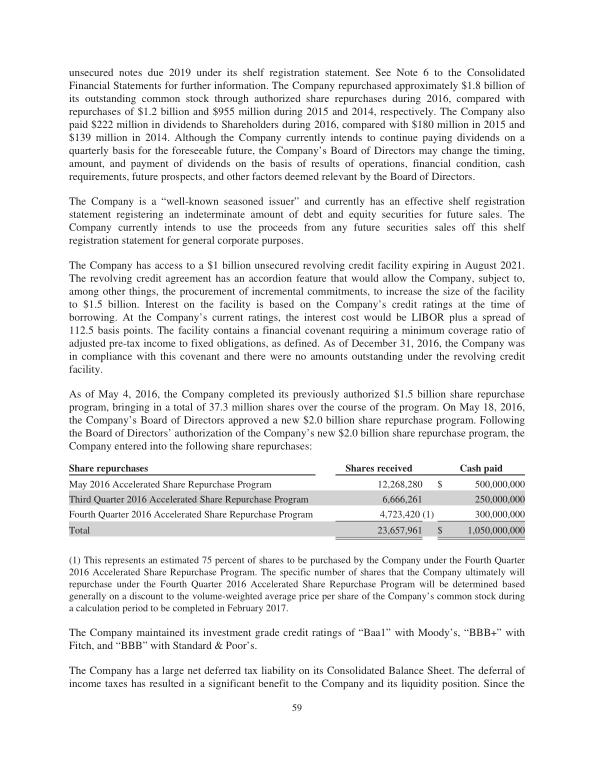 unsecured notes due 2019 under its shelf registration statement. See Note 6 to the Consolidated
Financial Statements for further information. The Company repurchased approximately $1.8 billion of
its outstanding common stock through authorized share repurchases during 2016, compared with
repurchases of $1.2 billion and $955 million during 2015 and 2014, respectively. The Company also
paid $222 million in dividends to Shareholders during 2016, compared with $180 million in 2015 and
$139 million in 2014. Although the Company currently intends to continue paying dividends on a
quarterly basis for the foreseeable future, the Company's Board of Directors may change the timing,
amount, and payment of dividends on the basis of results of operations, financial condition, cash
requirements, future prospects, and other factors deemed relevant by the Board of Directors.
The Company is a "well-known seasoned issuer" and currently has an effective shelf registration
statement registering an indeterminate amount of debt and equity securities for future sales. The
Company currently intends to use the proceeds from any future securities sales off this shelf
registration statement for general corporate purposes.
The Company has access to a $1 billion unsecured revolving credit facility expiring in August 2021.
The revolving credit agreement has an accordion feature that would allow the Company, subject to,
among other things, the procurement of incremental commitments, to increase the size of the facility
to $1.5 billion. Interest on the facility is based on the Company's credit ratings at the time of
borrowing. At the Company's current ratings, the interest cost would be LIBOR plus a spread of
112.5 basis points. The facility contains a financial covenant requiring a minimum coverage ratio of
adjusted pre-tax income to fixed obligations, as defined. As of December 31, 2016, the Company was
in compliance with this covenant and there were no amounts outstanding under the revolving credit
facility.
As of May 4, 2016, the Company completed its previously authorized $1.5 billion share repurchase
program, bringing in a total of 37.3 million shares over the course of the program. On May 18, 2016,
the Company's Board of Directors approved a new $2.0 billion share repurchase program. Following
the Board of Directors' authorization of the Company's new $2.0 billion share repurchase program, the
Company entered into the following share repurchases:
Share repurchases Shares received Cash paid
May 2016 Accelerated Share Repurchase Program 12,268,280 $ 500,000,000
Third Quarter 2016 Accelerated Share Repurchase Program 6,666,261 250,000,000
Fourth Quarter 2016 Accelerated Share Repurchase Program 4,723,420 (1) 300,000,000
Total 23,657,961 $ 1,050,000,000
(1) This represents an estimated 75 percent of shares to be purchased by the Company under the Fourth Quarter
2016 Accelerated Share Repurchase Program. The specific number of shares that the Company ultimately will
repurchase under the Fourth Quarter 2016 Accelerated Share Repurchase Program will be determined based
generally on a discount to the volume-weighted average price per share of the Company's common stock during
a calculation period to be completed in February 2017.
The Company maintained its investment grade credit ratings of "Baa1" with Moody's, "BBB+" with
Fitch, and "BBB" with Standard & Poor's.
The Company has a large net deferred tax liability on its Consolidated Balance Sheet. The deferral of
income taxes has resulted in a significant benefit to the Company and its liquidity position. Since the
59